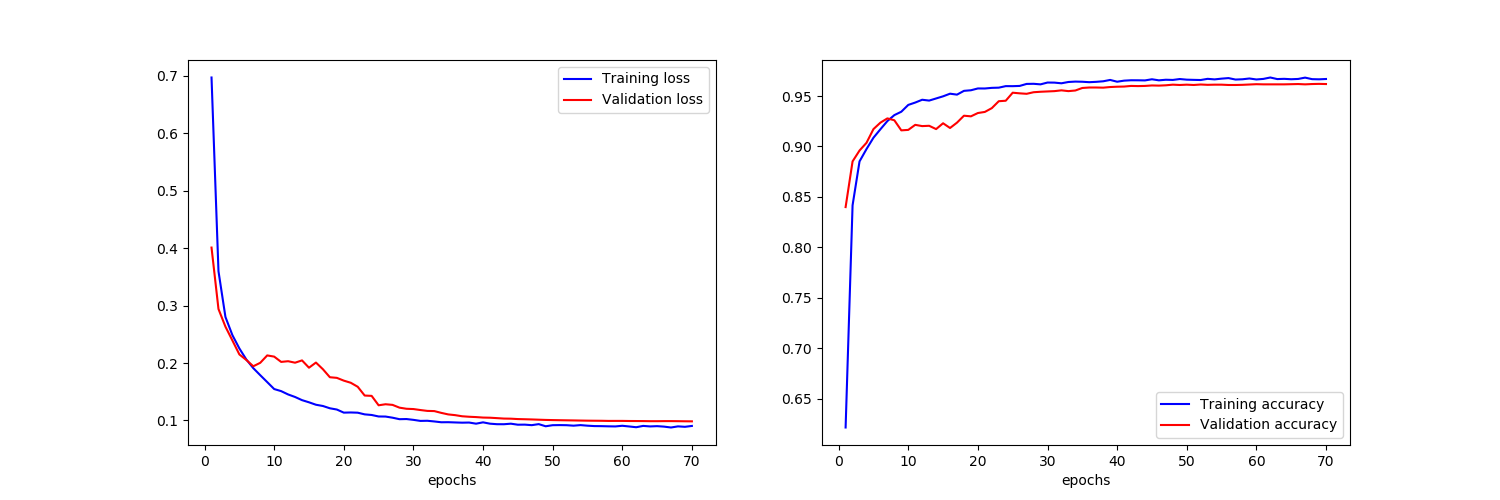 0.7
0.6
0.5
0.4
0.3
0.2
0.1
0 10 20 30 40 50 60 70
epochs
Training loss
Validation loss
0.95
0.90
0.85
0.80
0.75
0.70
0.65
0 10 20 30 40 50 60 70
epochs
Training accuracy
Validation accuracy